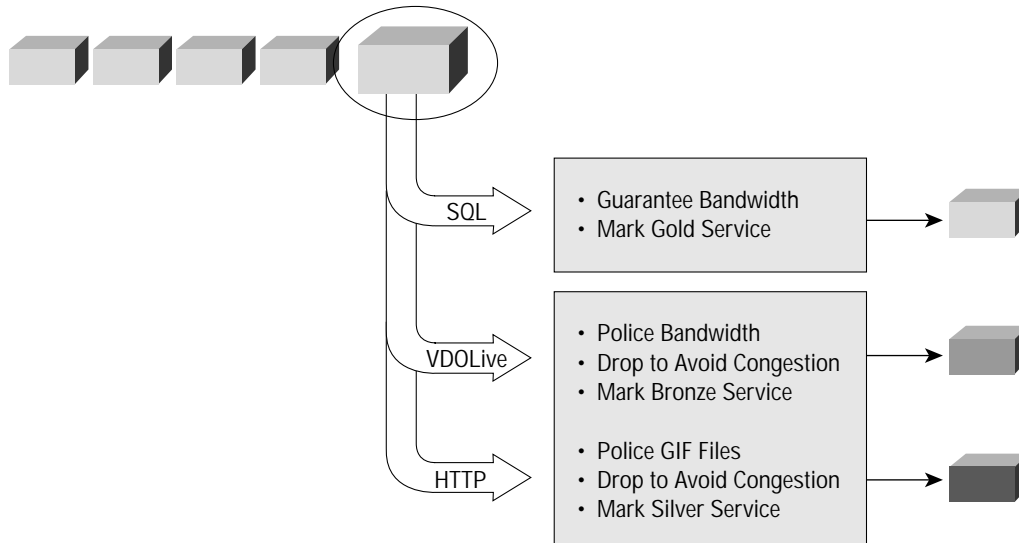 SQL
• Guarantee Bandwidth
• Mark Gold Service
VDOLive
• Police Bandwidth
• Drop to Avoid Congestion
• Mark Bronze Service
HTTP
• Police GIF Files
• Drop to Avoid Congestion
• Mark Silver Service